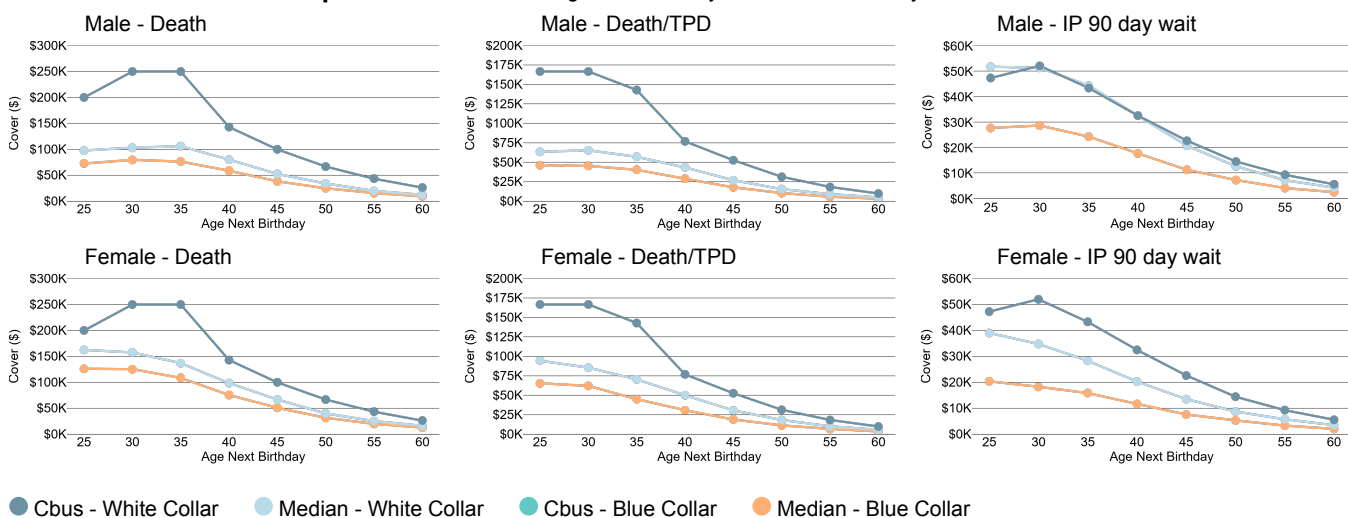 Male - Death
$300K
$250K
$200K
$150K
$100K
$50K
$0K
Cover ($)
25 30 35 40 45 50 55 60
Age Next Birthday
Male - Death/TPD
$200K
$175K
$150K
$125K
$100K
$75K
$50K
$25K
$0K
Cover ($)
25 30 35 40 45 50 55 60
Age Next Birthday
Male - IP 90 day wait
$60K
$50K
$40K
$30K
$20K
$10K
$0K
Cover ($)
25 30 35 40 45 50 55 60
Age Next Birthday
Female - Death
$300K
$250K
$200K
$150K
$100K
$50K
$0K
Cover ($)
25 30 35 40 45 50 55 60
Age Next Birthday
Female - Death/TPD
$200K
$175K
$150K
$125K
$100K
$75K
$50K
$25K
$0K
Cover ($)
25 30 35 40 45 50 55 60
Age Next Birthday
Female - IP 90 day wait
$60K
$50K
$40K
$30K
$20K
$10K
$0K
Cover ($)
25 30 35 40 45 50 55 60
Age Next Birthday
Cbus - White Collar Median - White Collar Cbus - Blue Collar Median - Blue Collar